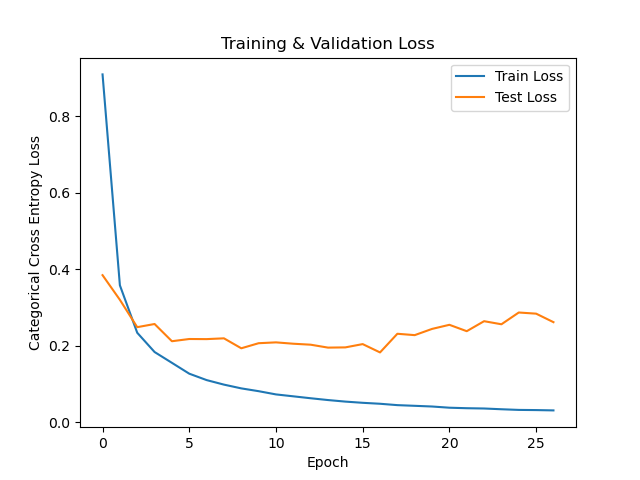 Training & Validation Loss
Train Loss
Test Loss
Categorical Cross Entropy Loss
0.8
0.6
0.4
0.2
0.0
0 5 10 15 20 25
Epoch